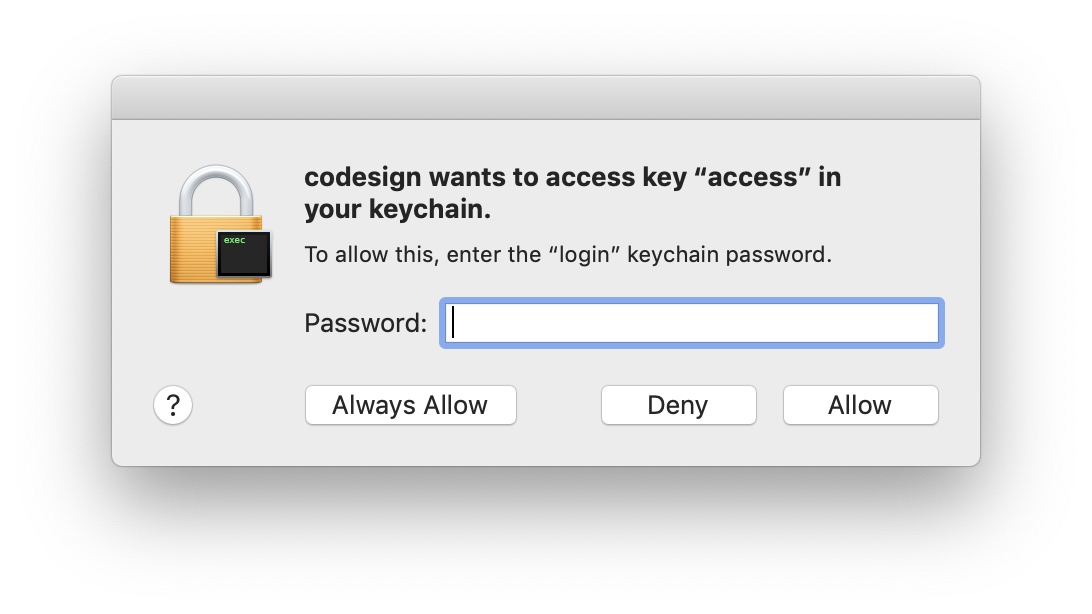 codesign wants to access key “access” in
your keychain.
exec
To allow this, enter the “login” keychain password.
Password:
?
Always Allow
Deny
Allow